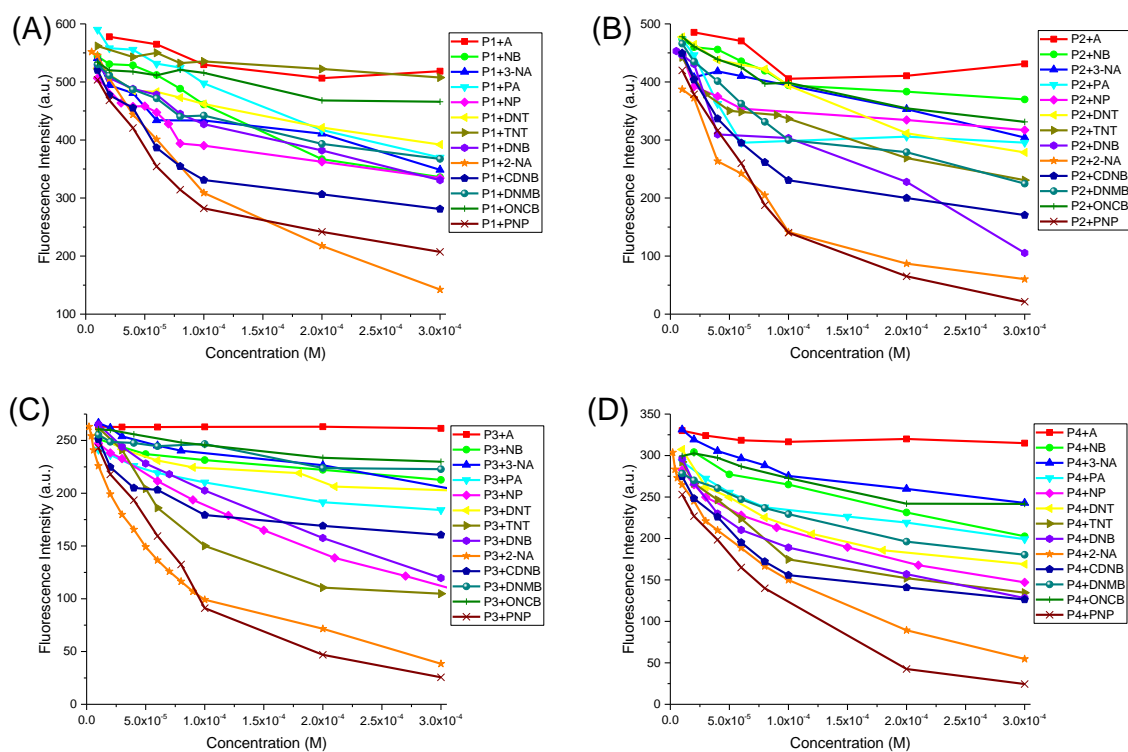 (A)
Fluorescence Intensity (a.u.)
600
500
400
300
200
100
0.0
5.0x10-5
1.0x10-4
1.5x10-4
2.0x10-4
2.5x10-4
3.0x10-4
Concentration (M)
P1+A
P1+NB
P1+3-NA
P1+PA
P1+NP
P1+DNT
P1+TNT
P1+DNB
P1+2-NA
P1+CDNB
P1+DNMB
P1+ONCB
P1+PNP
(B)
Fluorescence Intensity (a.u.)
500
400
300
200
100
0
0.0
5.0x10-5
1.0x10-4
1.5x10-4
2.0x10-4
2.5x10-4
3.0x10-4
Concentration (M)
P2+A
P2+NB
P2+3-NA
P2+PA
P2+NP
P2+DNT
P2+TNT
P2+DNB
P2+2-NA
P2+CDNB
P2+DNMB
P2+ONCB
P2+PNP
(C)
Fluorescence Intensity (a.u.)
250
200
150
100
50
0
0.0
5.0x10-5
1.0x10-4
1.5x10-4
2.0x10-4
2.5x10-4
3.0x10-4
Concentration (M)
P3+A
P3+NB
P3+3-NA
P3+PA
P3+NP
P3+DNT
P3+TNT
P3+DNB
P3+2-NA
P3+CDNB
P3+DNMB
P3+ONCB
P3+PNP
(D)
Fluorescence Intensity (a.u.)
350
300
250
200
150
100
50
0
0.0
5.0x10-5
1.0x10-4
1.5x10-4
2.0x10-4
2.5x10-4
3.0x10-4
Concentration (M)
P4+A
P4+NB
P4+3-NA
P4+PA
P4+NP
P4+DNT
P4+TNT
P4+DNB
P4+2-NA
P4+CDNB
P4+DNMB
P4+ONCB
P4+PNP